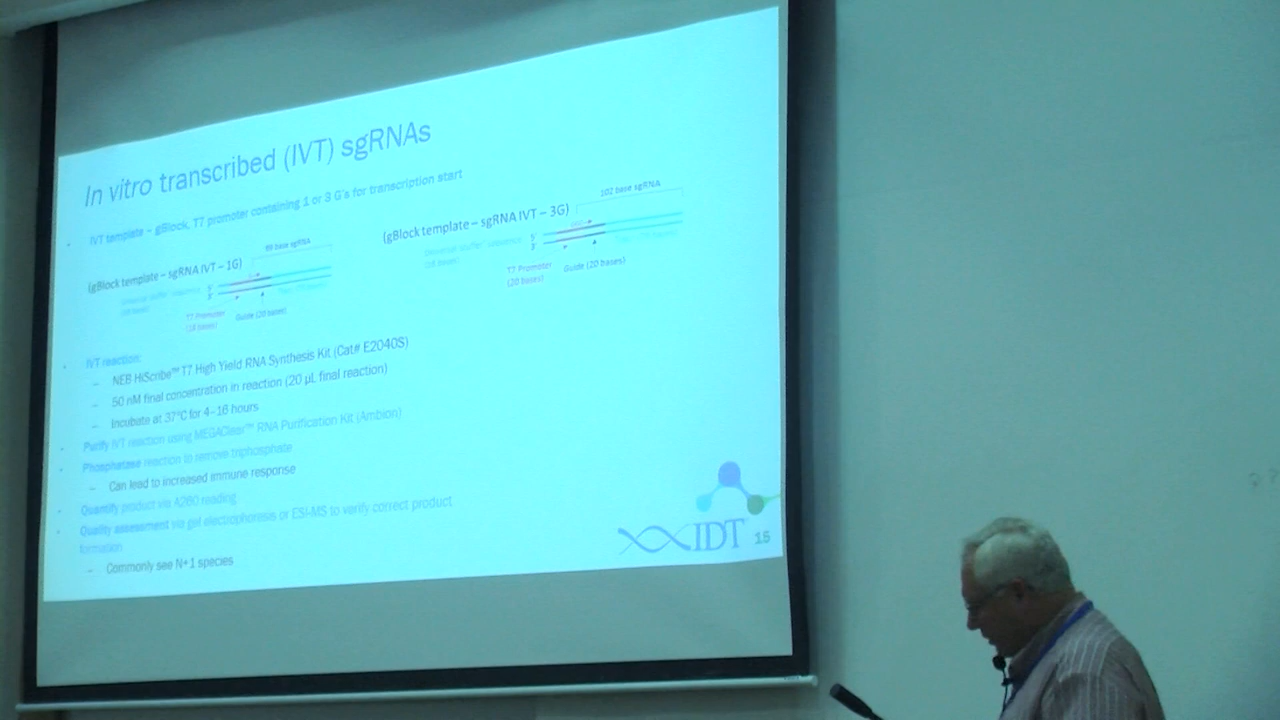 In vitro transcribed (IVT) sgRNAs
IVT template – gBlock, T7 promoter containing 1 or 3 G's for transcription start
(gBlock template – sgRNA IVT – 1G)
99 base sgRNA
5'
3'
T7 Promoter
Guide (20 bases)
(gBlock template – sgRNA IVT – 3G)
102 base sgRNA
5'
3'
T7 Promoter
(20 bases)
Guide (20 bases)
IVT reaction:
– NEB HiScribe™ T7 High Yield RNA Synthesis Kit (Cat# E2040S)
– 50 nM final concentration in reaction (20 µL final reaction)
– Incubate at 37°C for 4–16 hours
Purify IVT reaction using MEGAClear™ RNA Purification Kit (Ambion)
Phosphatase reaction to remove triphosphate
– Can lead to increased immune response
Quantify product via A260 reading
Quality assessment via gel electrophoresis or ESI-MS to verify correct product
formation
– Commonly see N+1 species
IDT
15